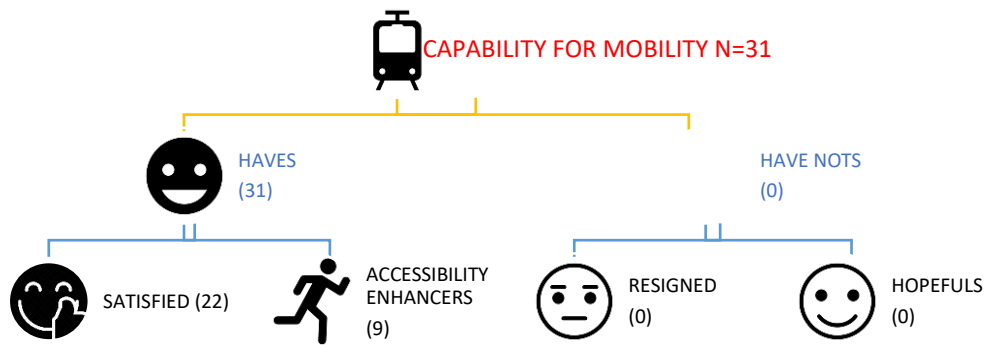 CAPABILITY FOR MOBILITY N=31
HAVES
(31)
HAVE NOTS
(0)
SATISFIED (22)
ACCESSIBILITY
ENHANCERS
(9)
RESIGNED
(0)
HOPEFULS
(0)